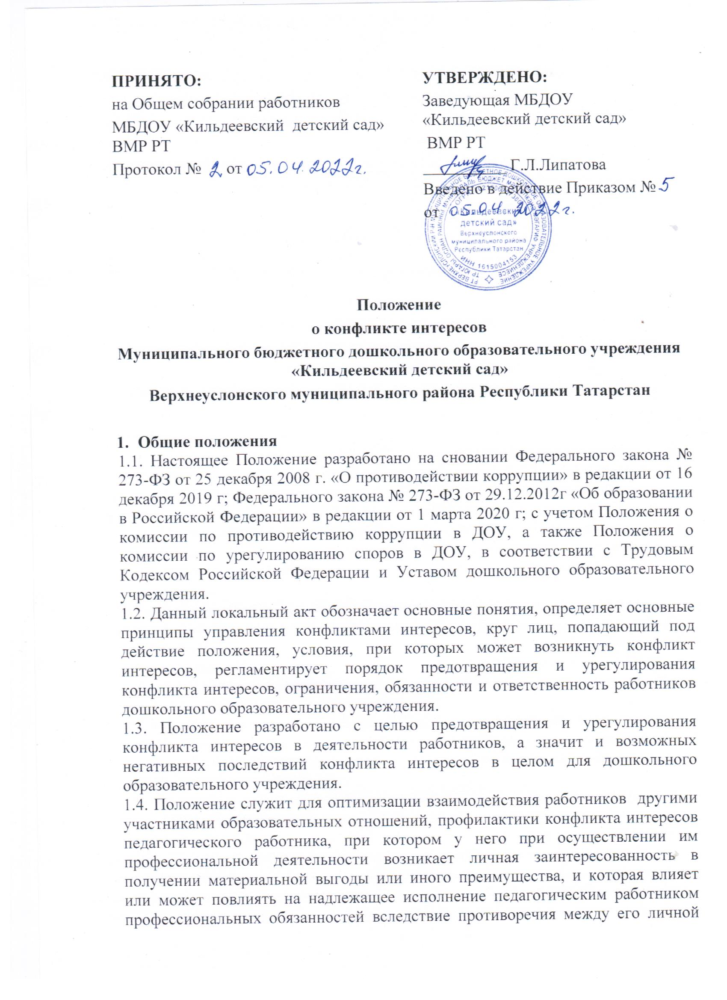 ПРИНЯТО:
на Общем собрании работников
МБДОУ «Кильдеевский  детский сад»
ВМР РТ
Протокол № 2 от 05.04.2022г.
УТВЕРЖДЕНО:
Заведующая МБДОУ
«Кильдеевский детский сад»
ВМР РТ
Г.Л.Липатова
Введено в действие Приказом № 5
от 05.04.2022г.
«Кильдеевский
детский сад»
Верхнеуслонского
муниципального района
Республики Татарстан
ИНН 1615004153
Положение
о конфликте интересов
Муниципального бюджетного дошкольного образовательного учреждения
«Кильдеевский детский сад»
Верхнеуслонского муниципального района Республики Татарстан
1. Общие положения
1.1. Настоящее Положение разработано на сновании Федерального закона №
273-ФЗ от 25 декабря 2008 г. «О противодействии коррупции» в редакции от 16
декабря 2019 г; Федерального закона № 273-ФЗ от 29.12.2012г «Об образовании
в Российской Федерации» в редакции от 1 марта 2020 г; с учетом Положения о
комиссии по противодействию коррупции в ДОУ, а также Положения о
комиссии по урегулированию споров в ДОУ, в соответствии с Трудовым
Кодексом Российской Федерации и Уставом дошкольного образовательного
учреждения.
1.2. Данный локальный акт обозначает основные понятия, определяет основные
принципы управления конфликтами интересов, круг лиц, попадающий под
действие положения, условия, при которых может возникнуть конфликт
интересов, регламентирует порядок предотвращения и урегулирования
конфликта интересов, ограничения, обязанности и ответственность работников
дошкольного образовательного учреждения.
1.3. Положение разработано с целью предотвращения и урегулирования
конфликта интересов в деятельности работников, а значит и возможных
негативных последствий конфликта интересов в целом для дошкольного
образовательного учреждения.
1.4. Положение служит для оптимизации взаимодействия работников  другими
участниками образовательных отношений, профилактики конфликта интересов
педагогического работника, при котором у него при осуществлении им
профессиональной деятельности возникает личная заинтересованность в
получении материальной выгоды или иного преимущества, и которая влияет
или может повлиять на надлежащее исполнение педагогическим работником
профессиональных обязанностей вследствие противоречия между его личной